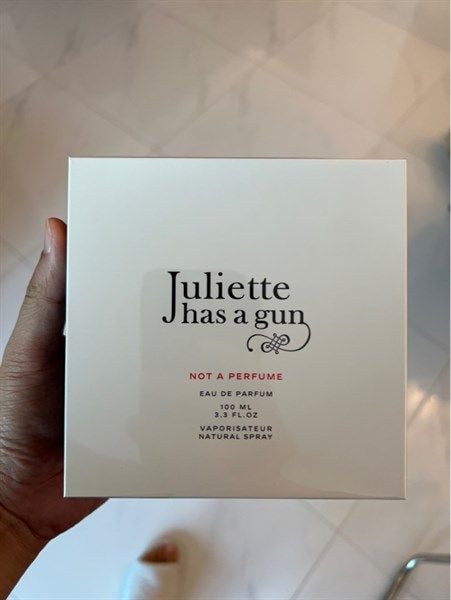 Juliette
has a gun
NOT A PERFUME
EAU DE PARFUM
100 ML
3.3 FL.OZ
VAPORISATEUR
NATURAL SPRAY